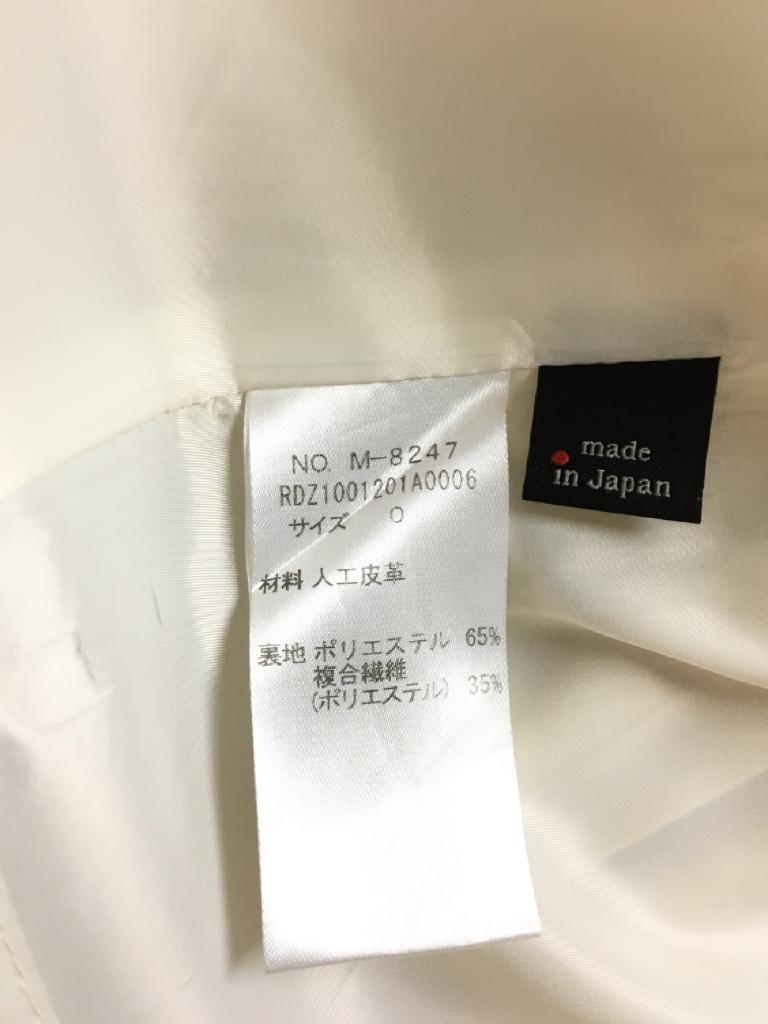 NO. M-8247
RDZ1001201A0006
サイズ 0
材料 人工皮革
裏地 ポリエステル 65%
複合繊維
(ポリエステル) 35%
made
in Japan